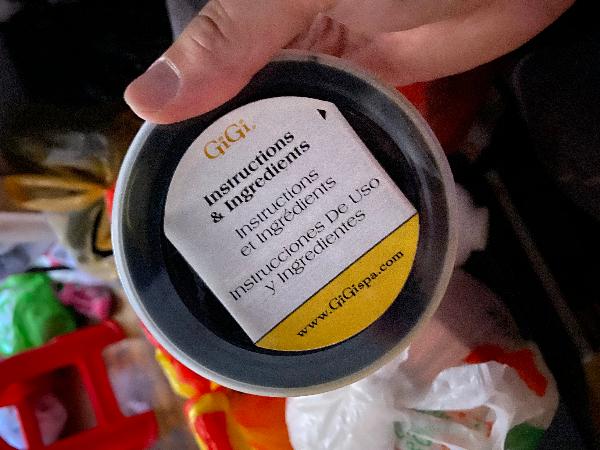 GiGi.
Instructions
& Ingredients
Instructions
et Ingrédients
Instrucciones De Uso
y Ingredientes
www.GiGispa.com